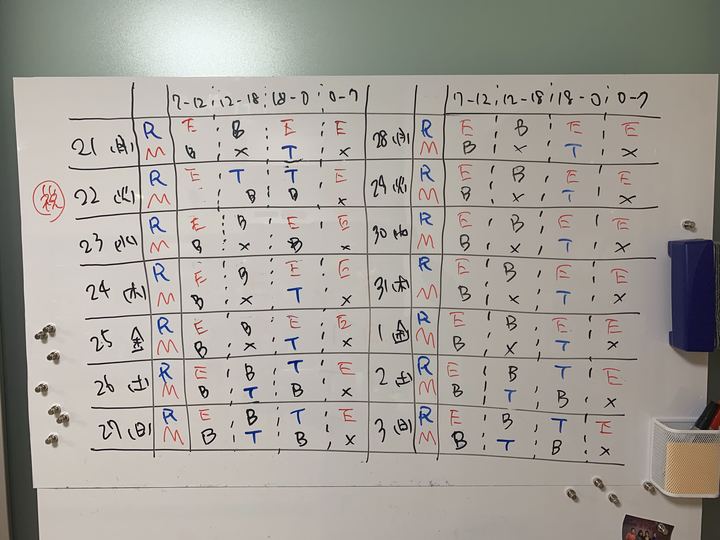 7-12 12-18 18-0 0-7 7-12 12-18 18-0 0-7
21 (月) R E B E E 28 (月) R E B E E
M B x T x M B x T x
祝 22 (火) R E T T E 29 (火) R E B E E
M B B x M B x T x
23 (水) R E B E E 30 (水) R E B E E
M B x B x M B x T x
24 (木) R E B E E 31 (木) R E B E E
M B x T x M B x T x
25 金 R E B E E 1 金 R E B E E
M B x T x M B x T x
26 (土) R E B T E 2 (土) R E B T E
M B T B x M B T B x
27 (日) R E B T E 3 (日) R E B T E
M B T B x M B T B x